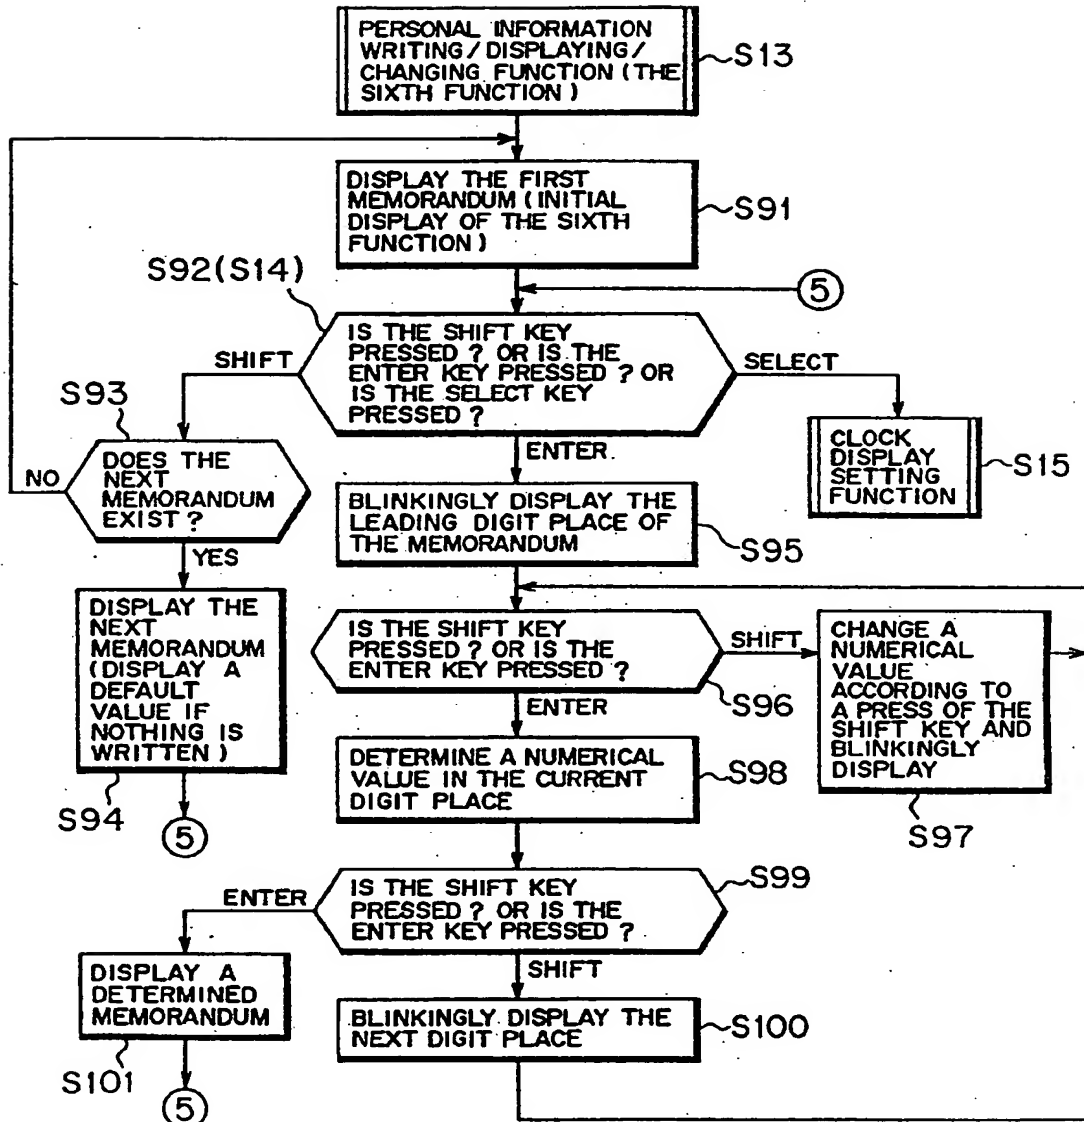 PERSONAL INFORMATION
WRITING/DISPLAYING/
CHANGING FUNCTION (THE
SIXTH FUNCTION)
S13
DISPLAY THE FIRST
MEMORANDUM (INITIAL
DISPLAY OF THE SIXTH
FUNCTION)
S91
S92(S14)
5
IS THE SHIFT KEY
PRESSED ? OR IS THE
ENTER KEY PRESSED ? OR
IS THE SELECT KEY
PRESSED ?
SHIFT
SELECT
ENTER.
S93
DOES THE
NEXT
MEMORANDUM
EXIST ?
NO
YES
CLOCK
DISPLAY
SETTING
FUNCTION
S15
BLINKINGLY DISPLAY THE
LEADING DIGIT PLACE OF
THE MEMORANDUM
S95
DISPLAY THE
NEXT
MEMORANDUM
(DISPLAY A
DEFAULT
VALUE IF
NOTHING IS
WRITTEN)
S94
5
IS THE SHIFT KEY
PRESSED ? OR IS THE
ENTER KEY PRESSED ?
SHIFT
S96
ENTER
CHANGE A
NUMERICAL
VALUE
ACCORDING TO
A PRESS OF THE
SHIFT KEY AND
BLINKINGLY
DISPLAY
S97
DETERMINE A NUMERICAL
VALUE IN THE CURRENT
DIGIT PLACE
S98
IS THE SHIFT KEY
PRESSED ? OR IS THE
ENTER KEY PRESSED ?
S99
ENTER
SHIFT
DISPLAY A
DETERMINED
MEMORANDUM
S101
5
BLINKINGLY DISPLAY THE
NEXT DIGIT PLACE
S100